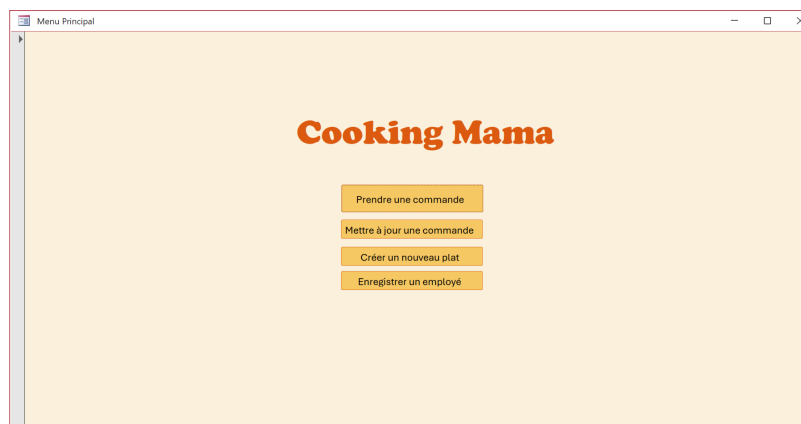 Menu Principal
Cooking Mama
Prendre une commande
Mettre à jour une commande
Créer un nouveau plat
Enregistrer un employé